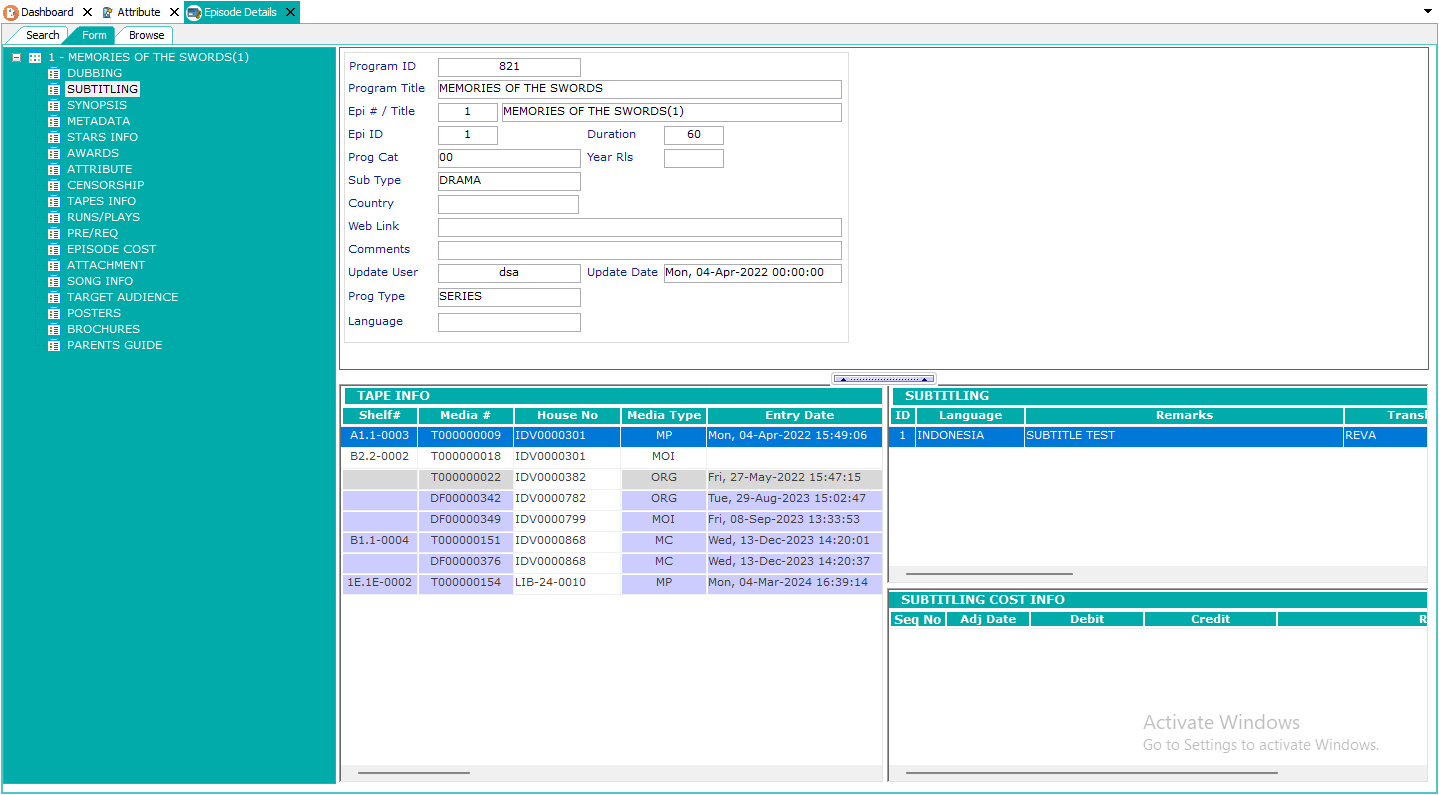 Dashboard Attribute Episode Details
Search Form Browse
1 - MEMORIES OF THE SWORDS(1)
DUBBING
SUBTITLING
SYNOPSIS
METADATA
STARS INFO
AWARDS
ATTRIBUTE
CENSORSHIP
TAPES INFO
RUNS/PLAYS
PRE/REQ
EPISODE COST
ATTACHMENT
SONG INFO
TARGET AUDIENCE
POSTERS
BROCHURES
PARENTS GUIDE
Program ID 821
Program Title MEMORIES OF THE SWORDS
Epi # / Title 1 MEMORIES OF THE SWORDS(1)
Epi ID 1 Duration 60
Prog Cat 00 Year Rls
Sub Type DRAMA
Country
Web Link
Comments
Update User dsa Update Date Mon, 04-Apr-2022 00:00:00
Prog Type SERIES
Language
TAPE INFO
Shelf# Media # House No Media Type Entry Date
A1.1-0003 T000000009 IDV0000301 MP Mon, 04-Apr-2022 15:49:06
B2.2-0002 T000000018 IDV0000301 MOI
T000000022 IDV0000382 ORG Fri, 27-May-2022 15:47:15
DF00000342 IDV0000782 ORG Tue, 29-Aug-2023 15:02:47
DF00000349 IDV0000799 MOI Fri, 08-Sep-2023 13:33:53
B1.1-0004 T000000151 IDV0000868 MC Wed, 13-Dec-2023 14:20:01
DF00000376 IDV0000868 MC Wed, 13-Dec-2023 14:20:37
1E.1E-0002 T000000154 LIB-24-0010 MP Mon, 04-Mar-2024 16:39:14
SUBTITLING
ID Language Remarks Transl
1 INDONESIA SUBTITLE TEST REVA
SUBTITLING COST INFO
Seq No Adj Date Debit Credit R
Activate Windows
Go to Settings to activate Windows.